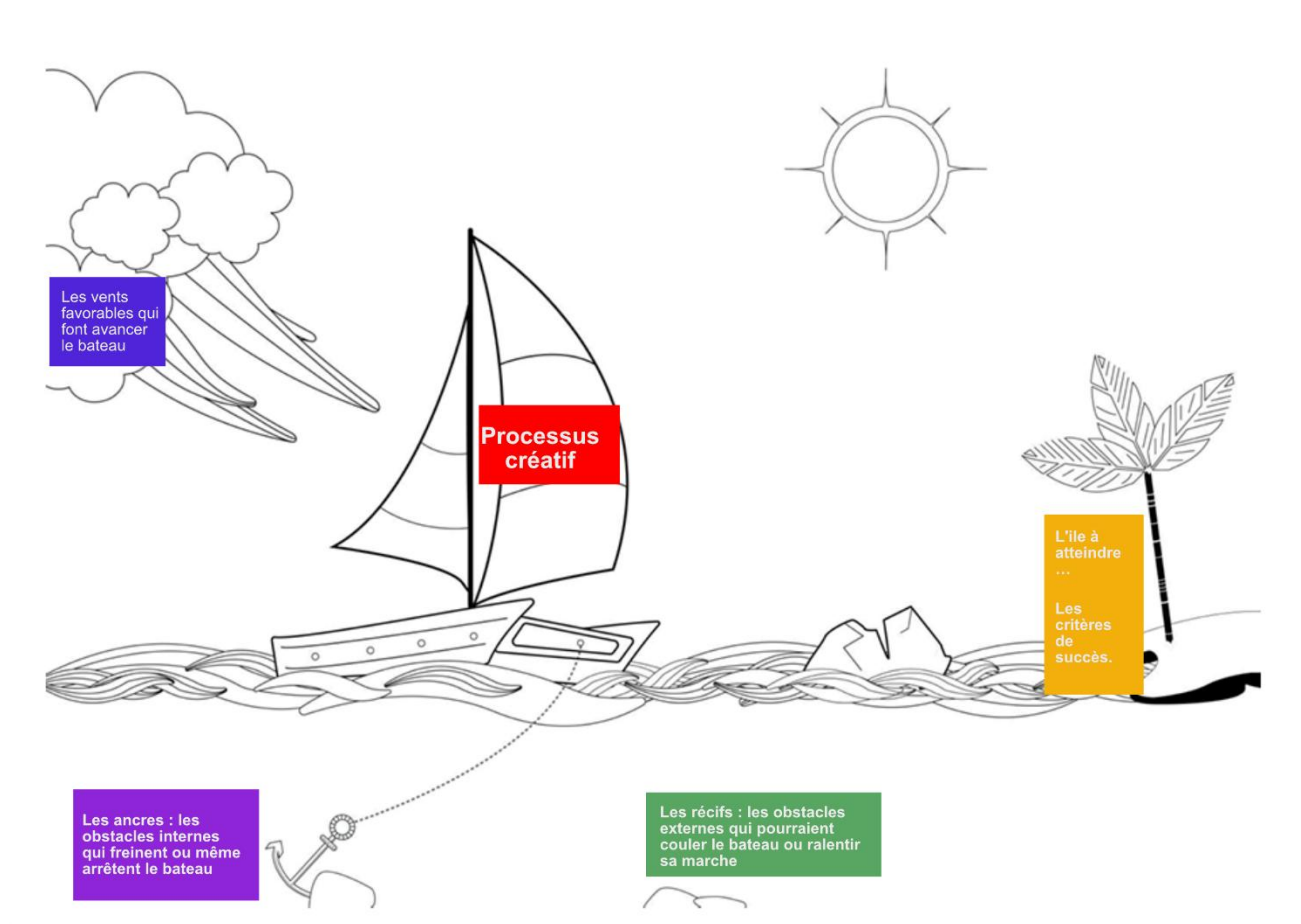 Les vents
favorables qui
font avancer
le bateau
Processus
créatif
L'ile à
atteindre
...
Les
critères
de
succès.
Les ancres : les
obstacles internes
qui freinent ou même
arrêtent le bateau
Les récifs : les obstacles
externes qui pourraient
couler le bateau ou ralentir
sa marche